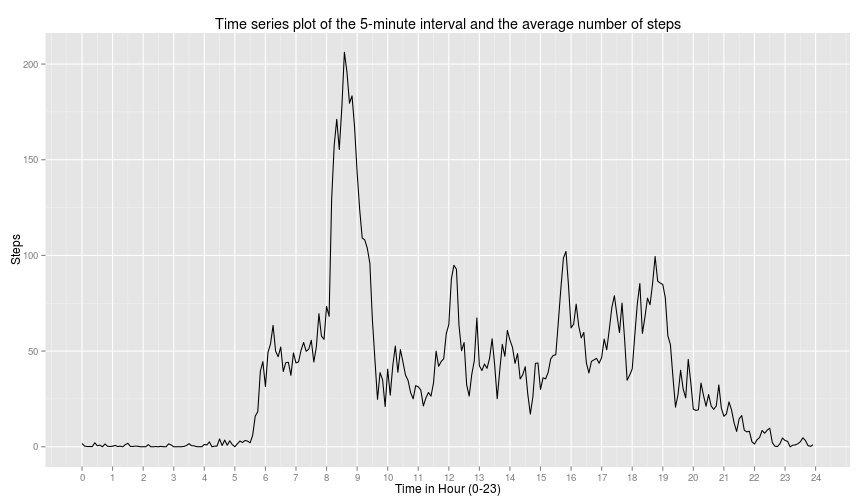 Time series plot of the 5-minute interval and the average number of steps
200
150
100
50
0
Steps
0 1 2 3 4 5 6 7 8 9 10 11 12 13 14 15 16 17 18 19 20 21 22 23 24
Time in Hour (0-23)